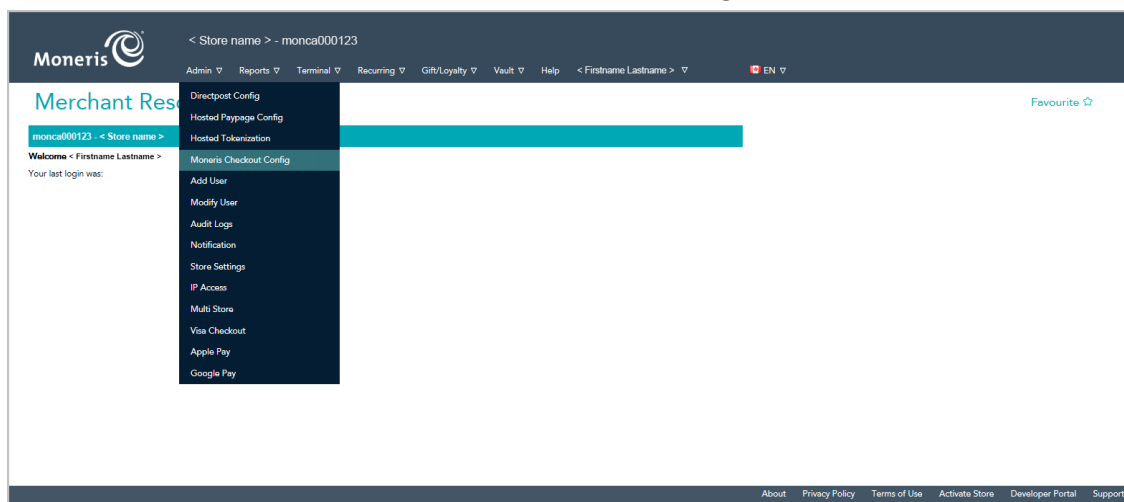 Moneris
< Store name > - monca000123
Admin ▽ Reports ▽ Terminal ▽ Recurring ▽ Gift/Loyalty ▽ Vault ▽ Help < Firstname Lastname > ▽ EN ▽
Merchant Res
Favourite ☆
monca000123 - < Store name >
Welcome < Firstname Lastname >
Your last login was:
Directpost Config
Hosted Paypage Config
Hosted Tokenization
Moneris Checkout Config
Add User
Modify User
Audit Logs
Notification
Store Settings
IP Access
Multi Store
Visa Checkout
Apple Pay
Google Pay
About Privacy Policy Terms of Use Activate Store Developer Portal Support